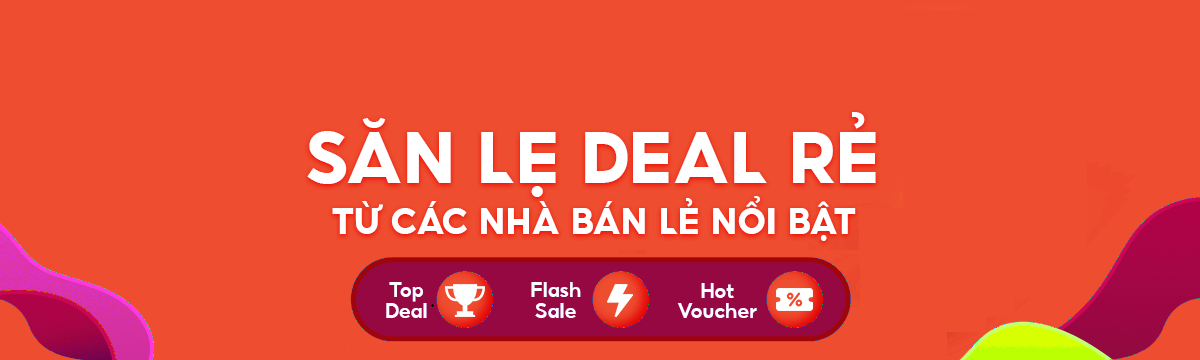 SĂN LẸ DEAL RẺ
TỪ CÁC NHÀ BÁN LẺ NỔI BẬT
Top Deal
Flash Sale
Hot Voucher
%